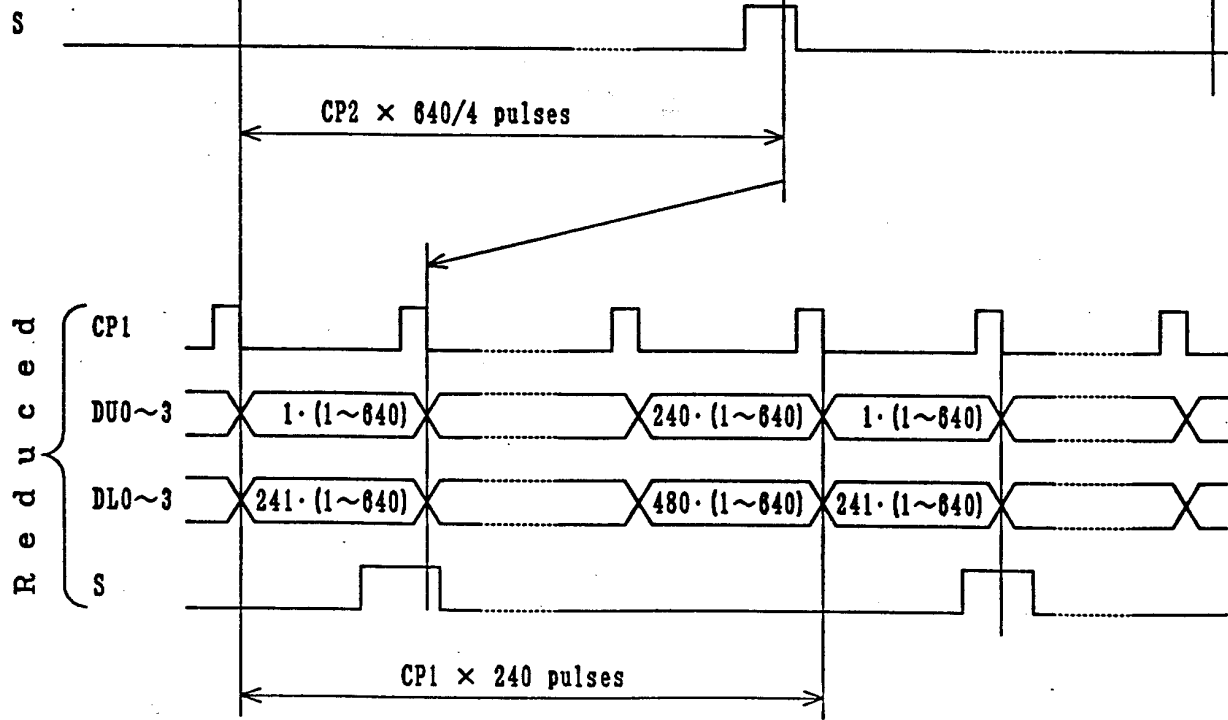 S
CP2 × 640/4 pulses
Reduced
CP1
DU0～3 1·(1～640) 240·(1～640) 1·(1～640)
DL0～3 241·(1～640) 480·(1～640) 241·(1～640)
S
CP1 × 240 pulses